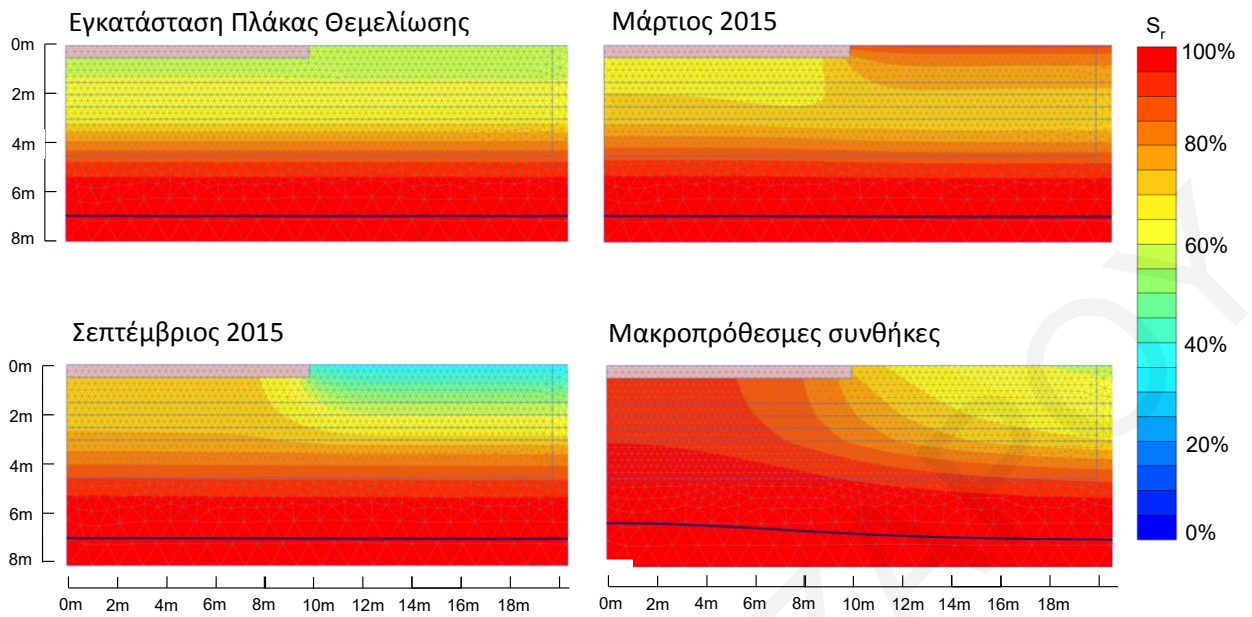 Εγκατάσταση Πλάκας Θεμελίωσης
Μάρτιος 2015
Sr
0m
2m
4m
6m
8m
100%
80%
60%
40%
20%
0%
Σεπτέμβριος 2015
Μακροπρόθεσμες συνθήκες
0m
2m
4m
6m
8m
0m 2m 4m 6m 8m 10m 12m 14m 16m 18m
0m 2m 4m 6m 8m 10m 12m 14m 16m 18m